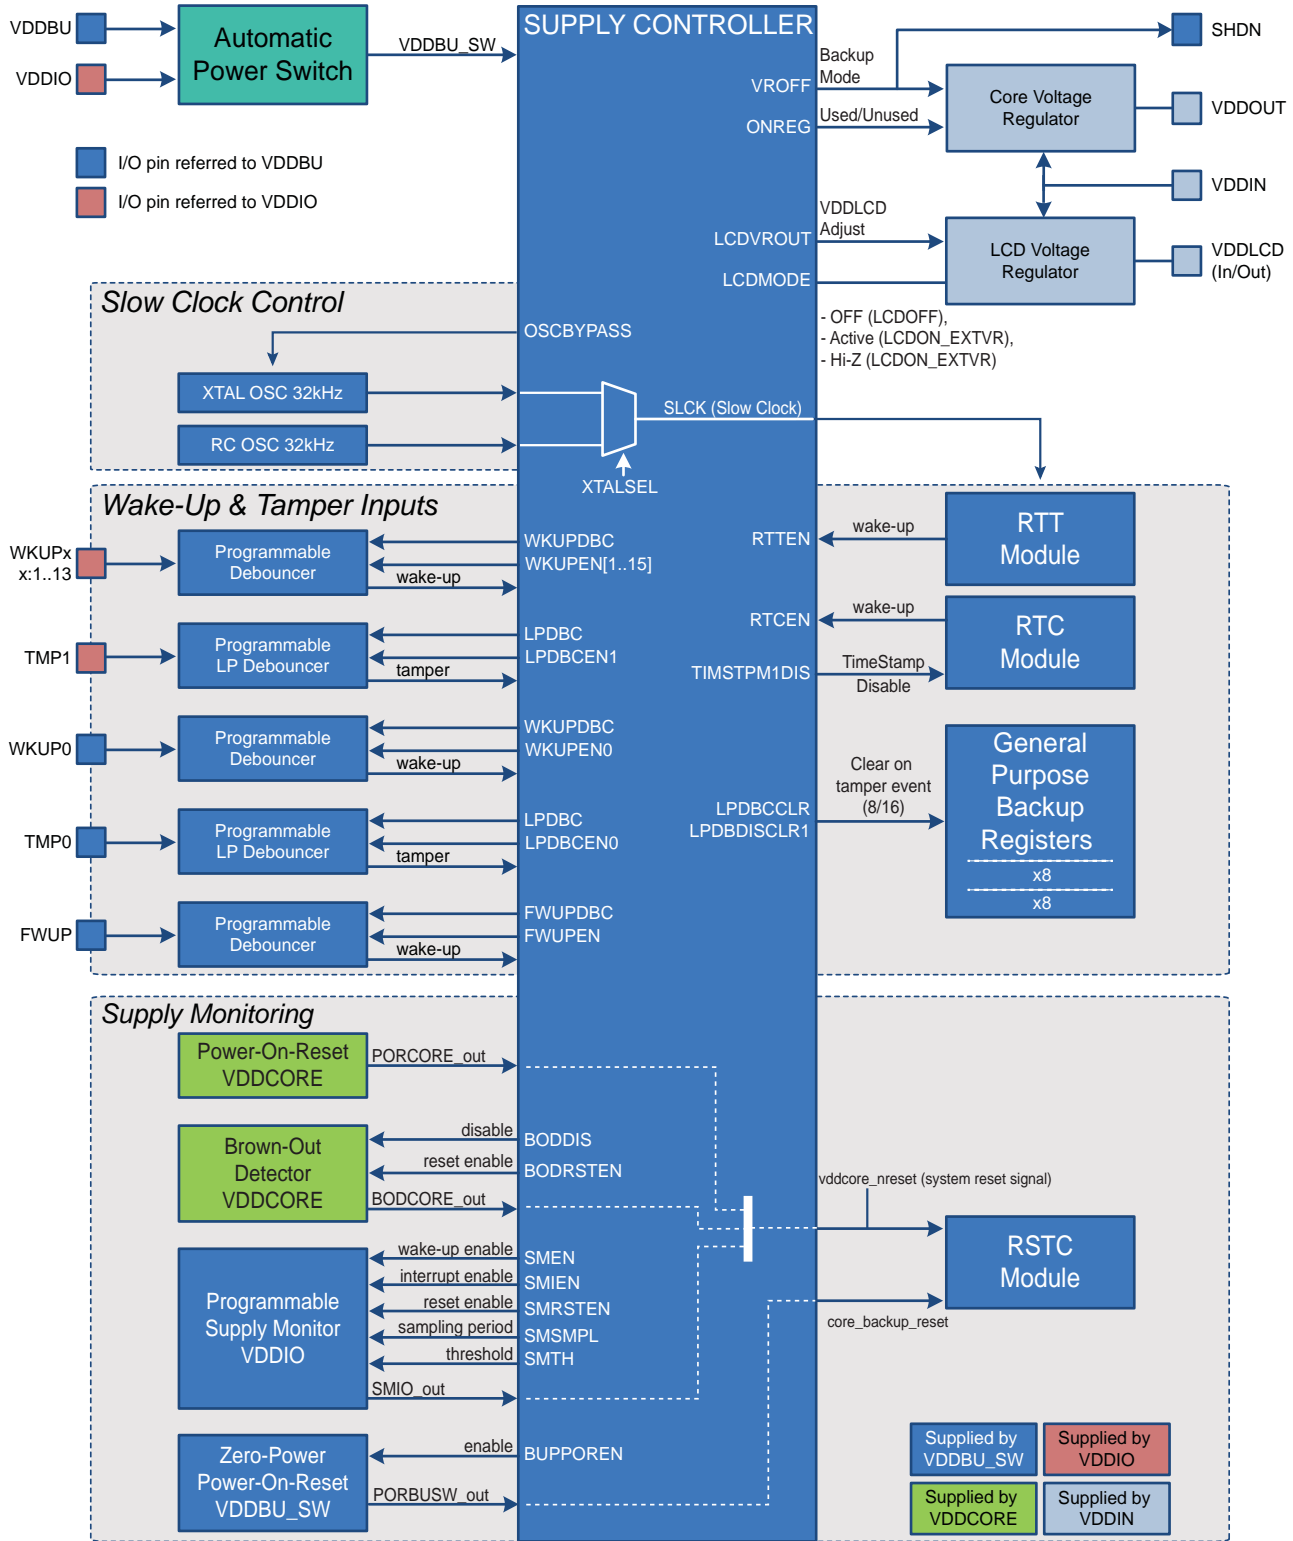 VDDBU
VDDIO
Automatic
Power Switch
VDDBU_SW
SUPPLY CONTROLLER
I/O pin referred to VDDBU
I/O pin referred to VDDIO
VROFF
Backup
Mode
ONREG
Used/Unused
Core Voltage
Regulator
SHDN
VDDOUT
VDDIN
LCDVROUT
VDDLCD
Adjust
LCDMODE
LCD Voltage
Regulator
VDDLCD
(In/Out)
- OFF (LCDOFF),
- Active (LCDON_EXTVR),
- Hi-Z (LCDON_EXTVR)
Slow Clock Control
OSCBYPASS
XTAL OSC 32kHz
RC OSC 32kHz
SLCK (Slow Clock)
XTALSEL
Wake-Up & Tamper Inputs
WKUPx
x:1..13
Programmable
Debouncer
WKUPDBC
WKUPEN[1..15]
wake-up
TMP1
Programmable
LP Debouncer
LPDBC
LPDBCEN1
tamper
WKUP0
Programmable
Debouncer
WKUPDBC
WKUPEN0
wake-up
TMP0
Programmable
LP Debouncer
LPDBC
LPDBCEN0
tamper
FWUP
Programmable
Debouncer
FWUPDBC
FWUPEN
wake-up
RTTEN
wake-up
RTT
Module
RTCEN
wake-up
TIMSTPM1DIS
TimeStamp
Disable
RTC
Module
LPDBCCLR
LPDBDISCLR1
Clear on
tamper event
(8/16)
General
Purpose
Backup
Registers
x8
x8
Supply Monitoring
Power-On-Reset
VDDCORE
PORCORE_out
Brown-Out
Detector
VDDCORE
disable
BODDIS
reset enable
BODRSTEN
BODCORE_out
Programmable
Supply Monitor
VDDIO
wake-up enable
SMEN
interrupt enable
SMIEN
reset enable
SMRSTEN
sampling period
SMSMPL
threshold
SMTH
SMIO_out
Zero-Power
Power-On-Reset
VDDBU_SW
enable
BUPPOREN
PORBUSW_out
vddcore_nreset (system reset signal)
RSTC
Module
core_backup_reset
Supplied by
VDDBU_SW
Supplied by
VDDIO
Supplied by
VDDCORE
Supplied by
VDDIN